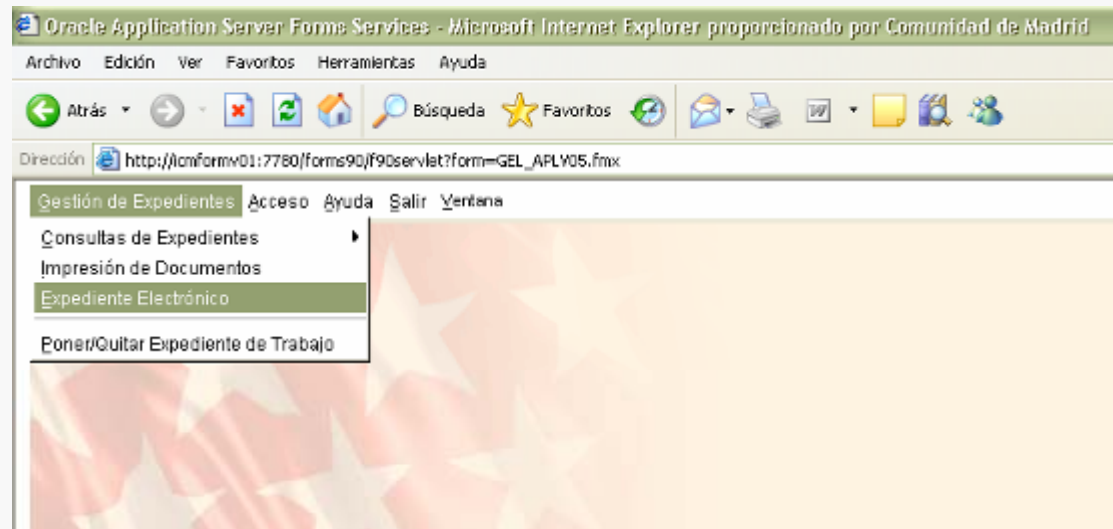 Oracle Application Server Forms Services - Microsoft Internet Explorer proporcionado por Comunidad de Madrid
Archivo Edición Ver Favoritos Herramientas Ayuda
Atrás Búsqueda Favoritos
Dirección http://icmformv01:7780/forms90/f90servlet?form=GEL_APLV05.fmx
Gestión de Expedientes Acceso Ayuda Salir Ventana
Consultas de Expedientes
Impresión de Documentos
Expediente Electrónico
Poner/Quitar Expediente de Trabajo